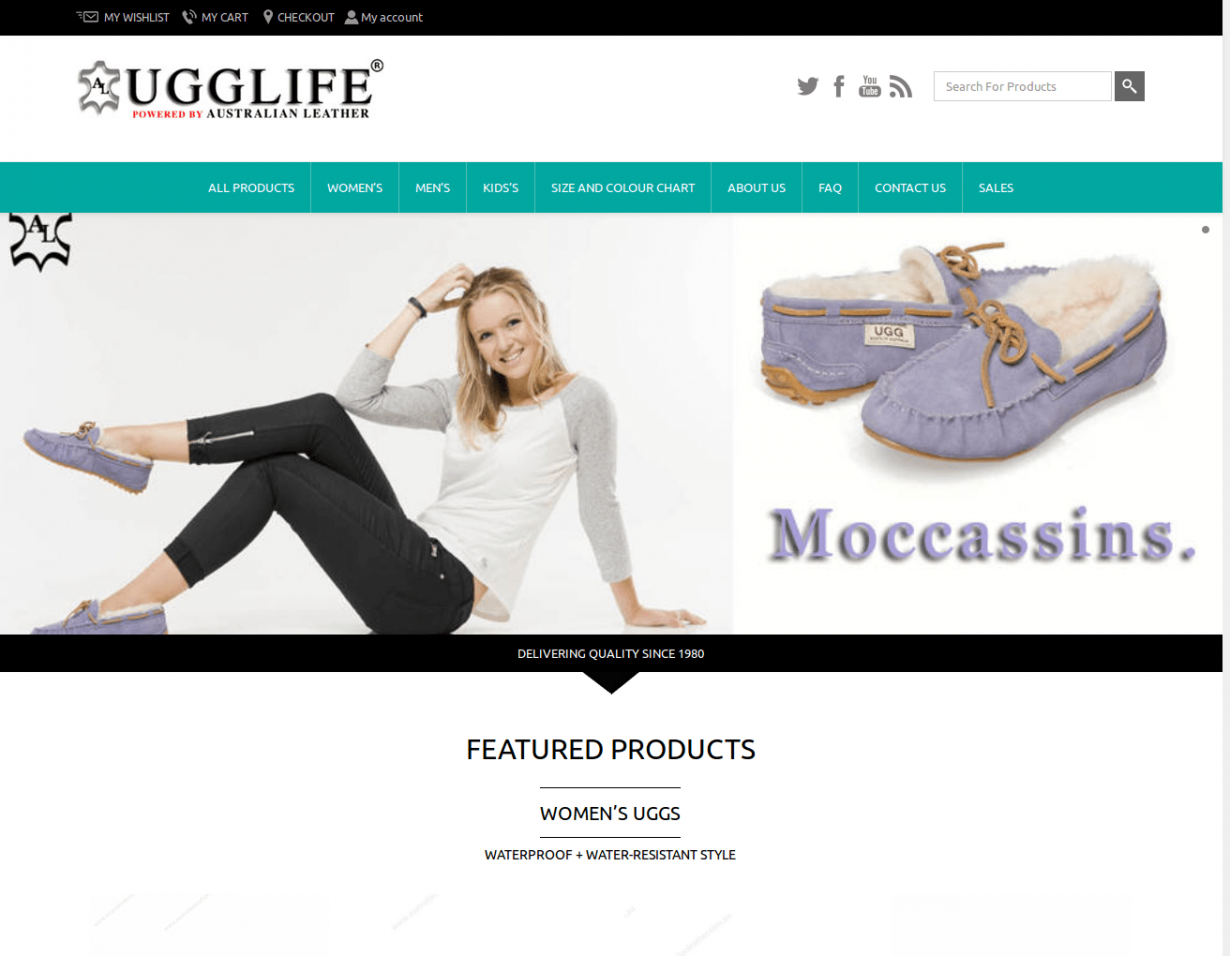 MY WISHLIST MY CART CHECKOUT My account
AL UGGLIFE®
POWERED BY AUSTRALIAN LEATHER
You Tube
Search For Products
ALL PRODUCTS WOMEN'S MEN'S KIDS'S SIZE AND COLOUR CHART ABOUT US FAQ CONTACT US SALES
AL
UGG
Moccassins.
DELIVERING QUALITY SINCE 1980
FEATURED PRODUCTS
WOMEN'S UGGS
WATERPROOF + WATER-RESISTANT STYLE